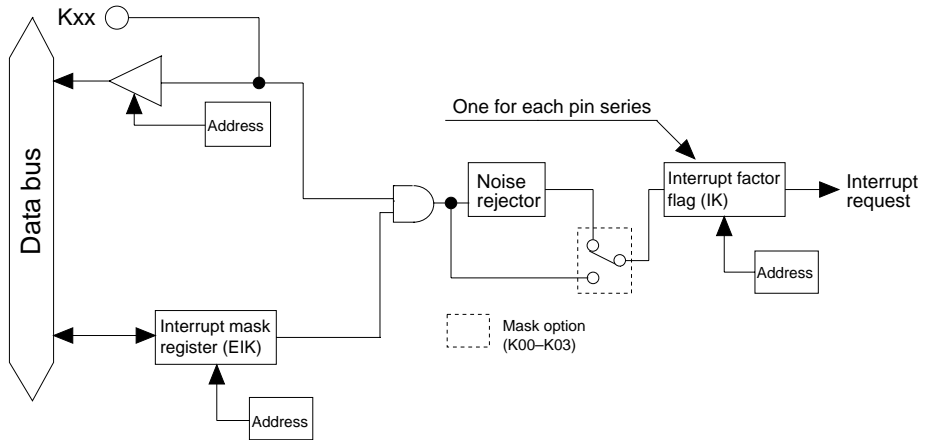 Kxx
Address
Data bus
One for each pin series
Noise
rejector
Interrupt factor
flag (IK)
Interrupt
request
Address
Interrupt mask
register (EIK)
Mask option
(K00–K03)
Address